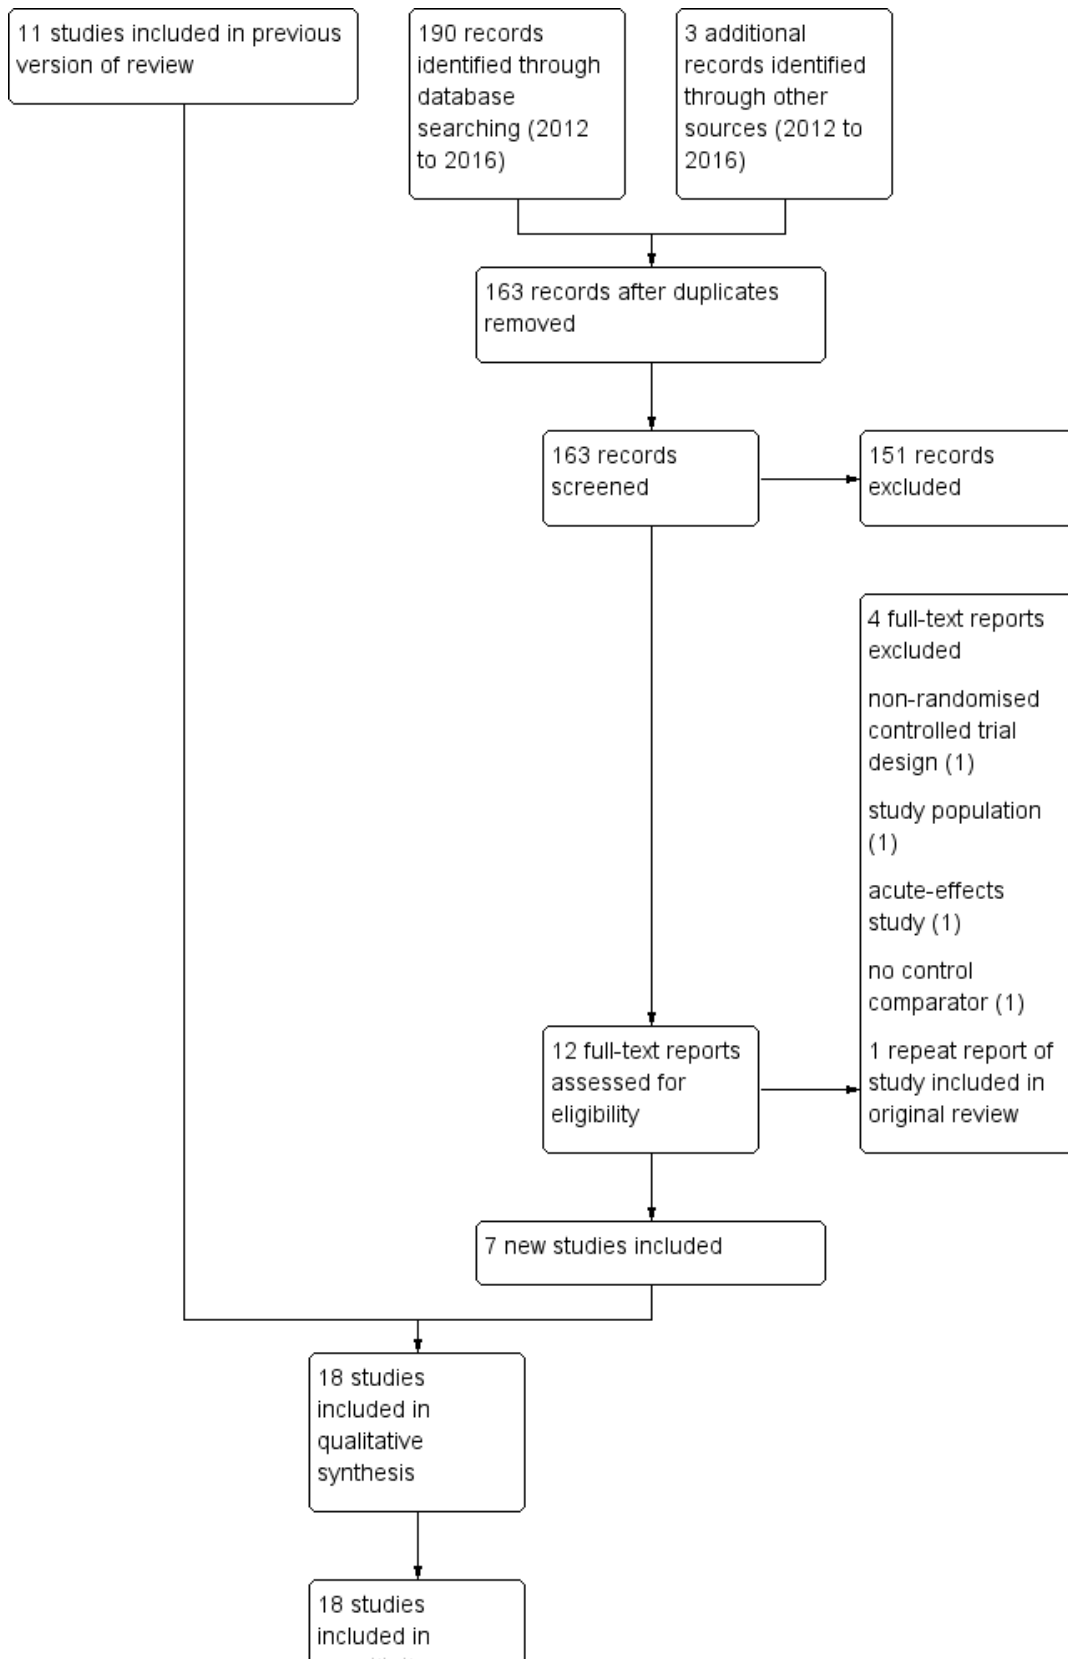 11 studies included in previous
version of review
190 records
identified through
database
searching (2012
to 2016)
3 additional
records identified
through other
sources (2012 to
2016)
163 records after duplicates
removed
163 records
screened
151 records
excluded
4 full-text reports
excluded
non-randomised
controlled trial
design (1)
study population
(1)
acute-effects
study (1)
no control
comparator (1)
1 repeat report of
study included in
original review
12 full-text reports
assessed for
eligibility
7 new studies included
18 studies
included in
qualitative
synthesis
18 studies
included in